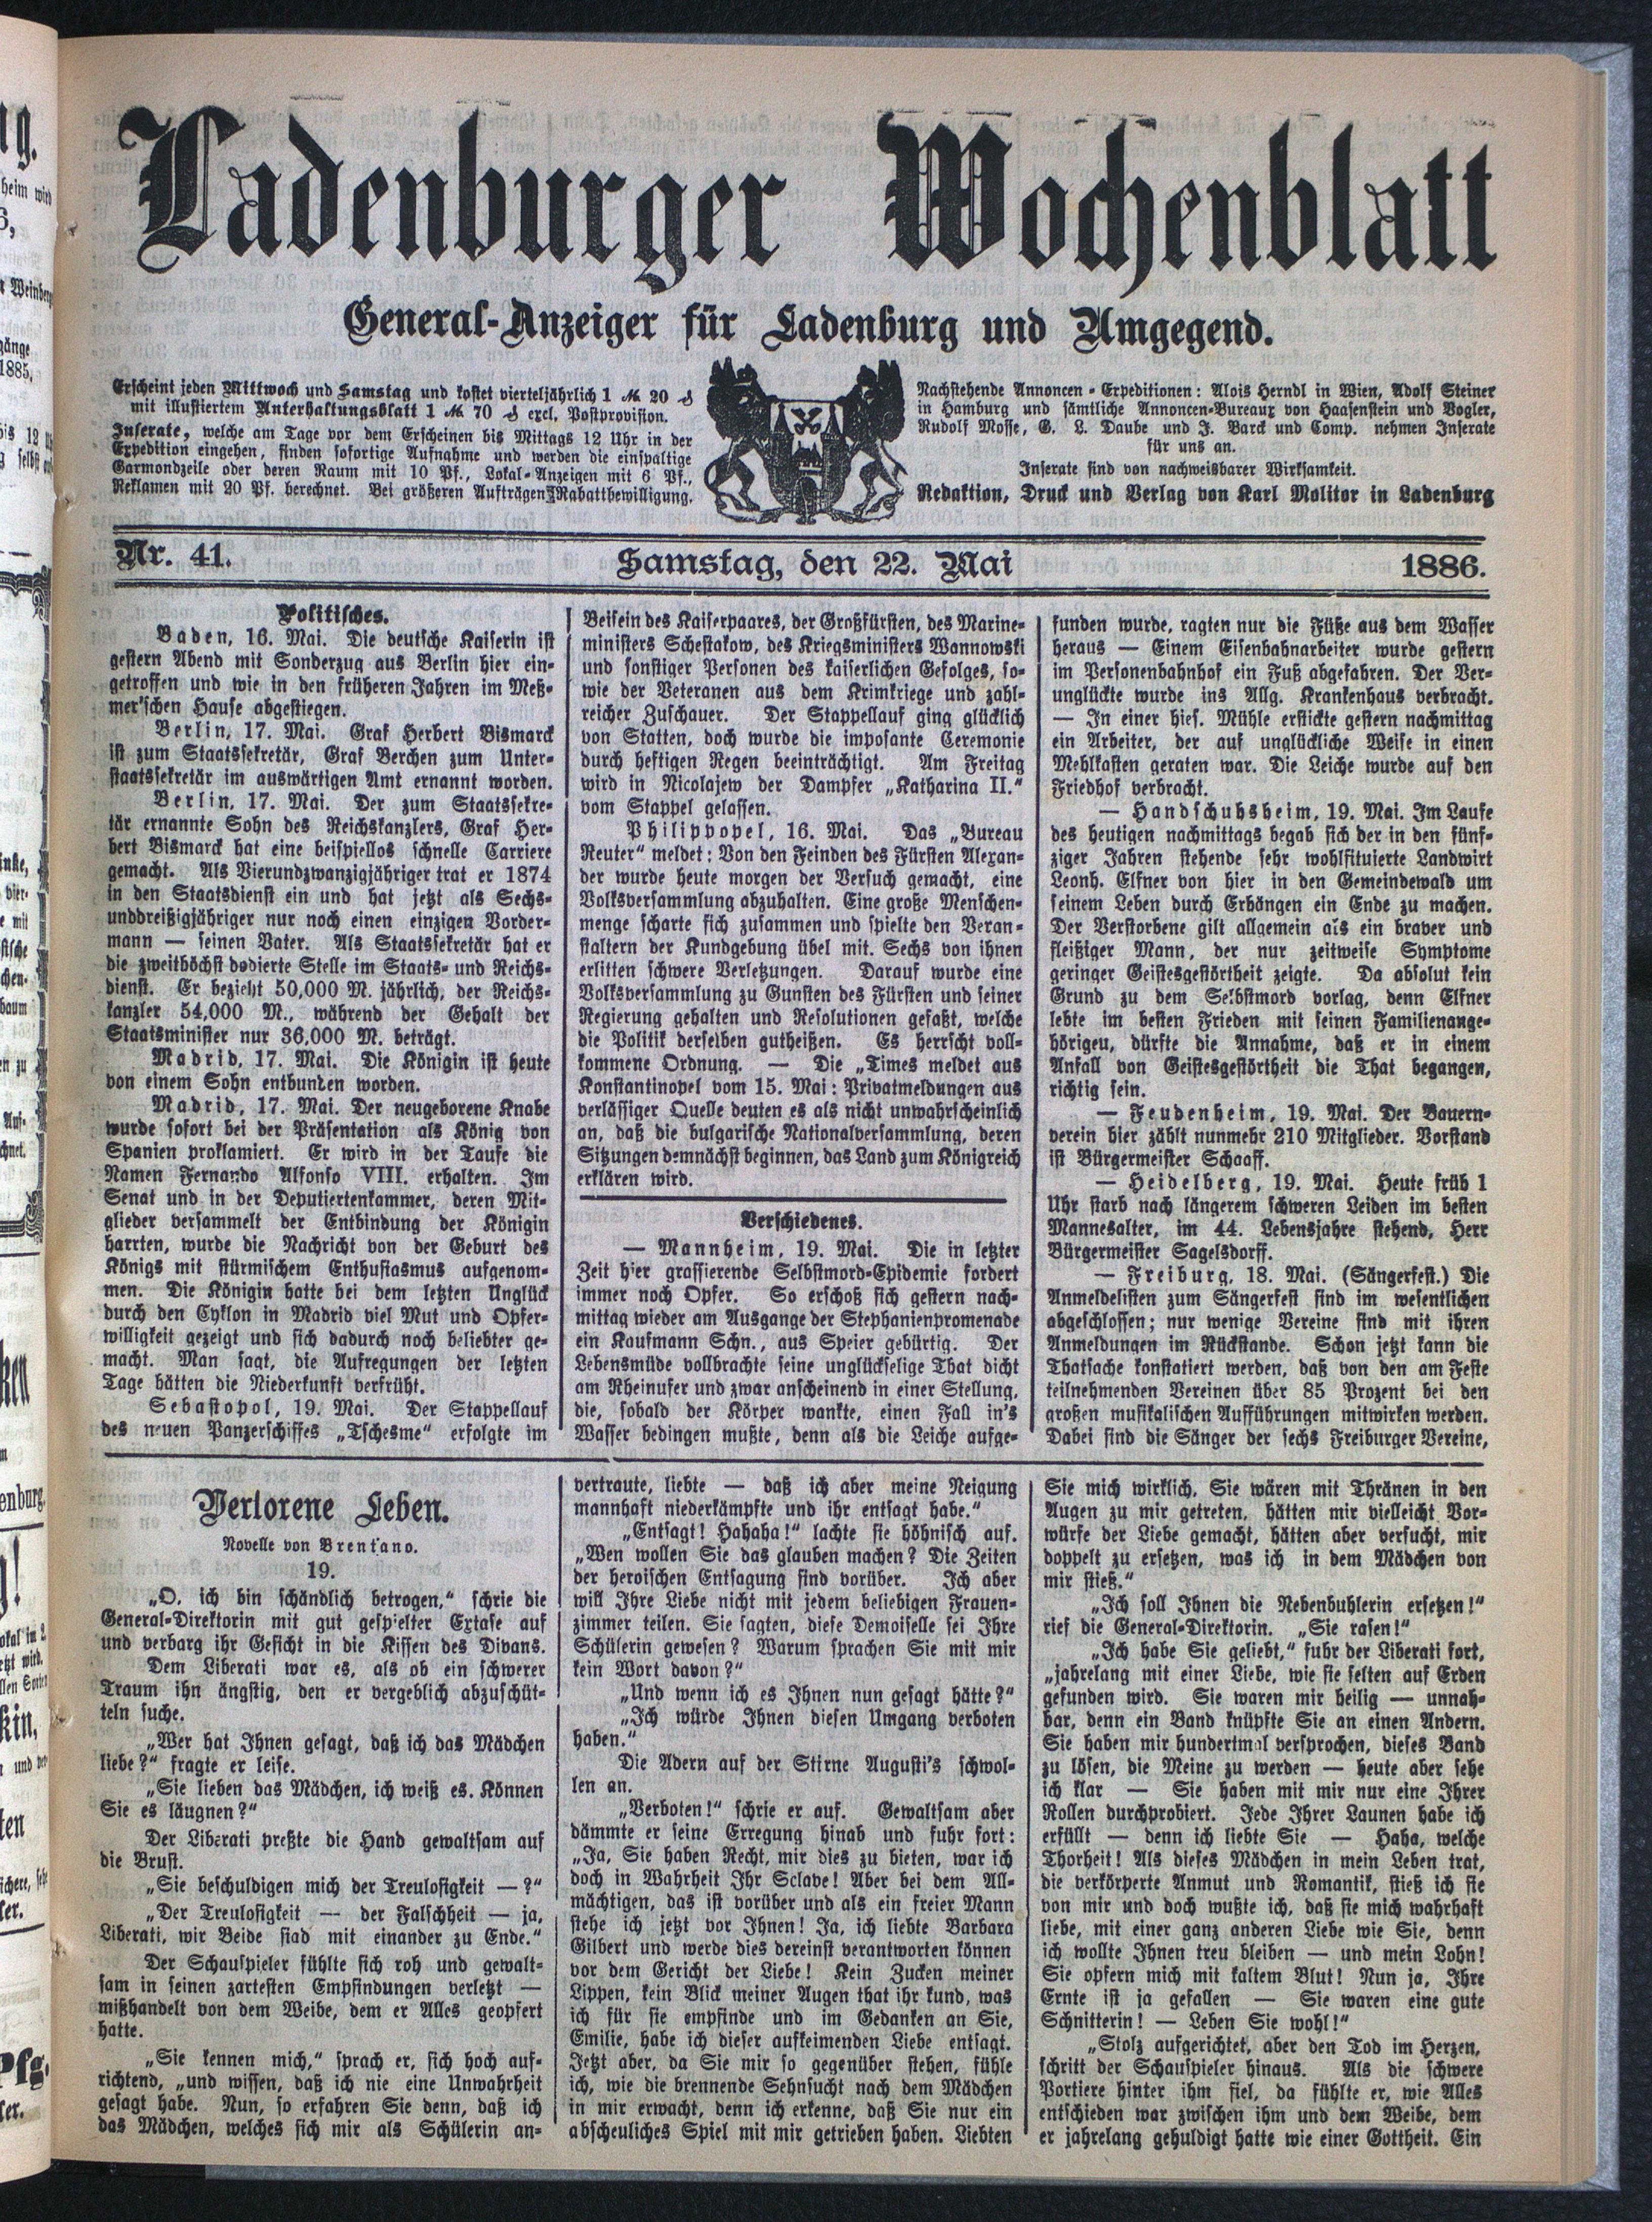 Ladenburger Wochenblatt
General-Anzeiger für Ladenburg und Umgegend.
Erscheint jeden Mittwoch und Samstag und kostet vierteljährlich 1 ℳ 20 ₰
mit illustiertem Unterhaltungsblatt 1 ℳ 70 ₰ excl. Postprovision.
Inserate, welche am Tage vor dem Erscheinen bis Mittags 12 Uhr in der
Expedition eingehen, finden sofortige Aufnahme und werden die einspaltige
Garmondzeile oder deren Raum mit 10 Pf., Lokal-Anzeigen mit 6 Pf.,
Reklamen mit 20 Pf. berechnet. Bei größeren Aufträgen Rabattbewilligung.
Nachstehende Annoncen-Expeditionen: Alois Herndl in Wien, Adolf Steiner
in Hamburg und sämtliche Annoncen-Bureaux von Haasenstein und Vogler,
Rudolf Mosse, G. L. Daube und J. Barck und Comp. nehmen Inserate
für uns an.
Inserate sind von nachweisbarer Wirksamkeit.
Redaktion, Druck und Verlag von Karl Molitor in Ladenburg
Nr. 41. Samstag, den 22. Mai 1886.
Politisches.
Baden, 16. Mai. Die deutsche Kaiserin ist
gestern Abend mit Sonderzug aus Berlin hier ein-
getroffen und wie in den früheren Jahren im Meß-
mer'schen Hause abgestiegen.
Berlin, 17. Mai. Graf Herbert Bismarck
ist zum Staatssekretär, Graf Berchen zum Unter-
staatssekretär im auswärtigen Amt ernannt worden.
Berlin, 17. Mai. Der zum Staatssekre-
tär ernannte Sohn des Reichskanzlers, Graf Her-
bert Bismarck hat eine beispiellos schnelle Carriere
gemacht. Als Vierundzwanzigjähriger trat er 1874
in den Staatsdienst ein und hat jetzt als Sechs-
unddreißigjähriger nur noch einen einzigen Vorder-
mann — seinen Vater. Als Staatssekretär hat er
die zweithöchst dodierte Stelle im Staats- und Reichs-
dienst. Er bezieht 50,000 M. jährlich, der Reichs-
kanzler 54,000 M., während der Gehalt der
Staatsminister nur 36,000 M. beträgt.
Madrid, 17. Mai. Die Königin ist heute
von einem Sohn entbunden worden.
Madrid, 17. Mai. Der neugeborene Knabe
wurde sofort bei der Präsentation als König von
Spanien proklamiert. Er wird in der Taufe die
Namen Fernando Alfonso VIII. erhalten. Im
Senat und in der Deputiertenkammer, deren Mit-
glieder versammelt der Entbindung der Königin
harrten, wurde die Nachricht von der Geburt des
Königs mit stürmischem Enthusiasmus aufgenom-
men. Die Königin hatte bei dem letzten Unglück
durch den Cyklon in Madrid viel Mut und Opfer-
willigkeit gezeigt und sich dadurch noch beliebter ge-
macht. Man sagt, die Aufregungen der letzten
Tage hätten die Niederkunft verfrüht.
Sebastopol, 19. Mai. Der Stappellauf
des neuen Panzerschiffes „Tschesme“ erfolgte im
Beisein des Kaiserpaares, der Großfürsten, des Marine-
ministers Schestakow, des Kriegsministers Wannowski
und sonstiger Personen des kaiserlichen Gefolges, so-
wie der Veteranen aus dem Krimkriege und zahl-
reicher Zuschauer. Der Stappellauf ging glücklich
von Statten, doch wurde die imposante Ceremonie
durch heftigen Regen beeinträchtigt. Am Freitag
wird in Nicolajew der Dampfer „Katharina II.“
vom Stappel gelassen.
Philippopel, 16. Mai. Das „Bureau
Reuter“ meldet: Von den Feinden des Fürsten Alexan-
der wurde heute morgen der Versuch gemacht, eine
Volksversammlung abzuhalten. Eine große Menschen-
menge scharte sich zusammen und spielte den Veran-
staltern der Kundgebung übel mit. Sechs von ihnen
erlitten schwere Verletzungen. Darauf wurde eine
Volksversammlung zu Gunsten des Fürsten und seiner
Regierung gehalten und Resolutionen gefaßt, welche
die Politik derselben gutheißen. Es herrscht voll-
kommene Ordnung. — Die „Times meldet aus
Konstantinopel vom 15. Mai: Privatmeldungen aus
verlässiger Quelle deuten es als nicht unwahrscheinlich
an, daß die bulgarische Nationalversammlung, deren
Sitzungen demnächst beginnen, das Land zum Königreich
erklären wird.
Verschiedenes.
— Mannheim, 19. Mai. Die in letzter
Zeit hier grassierende Selbstmord-Epidemie fordert
immer noch Opfer. So erschoß sich gestern nach-
mittag wieder am Ausgange der Stephanienpromenade
ein Kaufmann Schn., aus Speier gebürtig. Der
Lebensmüde vollbrachte seine unglückselige That dicht
am Rheinufer und zwar anscheinend in einer Stellung,
die, sobald der Körper wankte, einen Fall in's
Wasser bedingen mußte, denn als die Leiche aufge-
funden wurde, ragten nur die Füße aus dem Wasser
heraus — Einem Eisenbahnarbeiter wurde gestern
im Personenbahnhof ein Fuß abgefahren. Der Ver-
unglückte wurde ins Allg. Krankenhaus verbracht.
— In einer hies. Mühle erstickte gestern nachmittag
ein Arbeiter, der auf unglückliche Weise in einen
Mehlkasten geraten war. Die Leiche wurde auf den
Friedhof verbracht.
— Handschuhsheim, 19. Mai. Im Laufe
des heutigen nachmittags begab sich der in den fünf-
ziger Jahren stehende sehr wohlsituierte Landwirt
Leonh. Elfner von hier in den Gemeindewald um
seinem Leben durch Erhängen ein Ende zu machen.
Der Verstorbene gilt allgemein als ein braver und
fleißiger Mann, der nur zeitweise Symptome
geringer Geistesgestörtheit zeigte. Da absolut kein
Grund zu dem Selbstmord vorlag, denn Elfner
lebte im besten Frieden mit seinen Familienange-
hörigen, dürfte die Annahme, daß er in einem
Anfall von Geistesgestörtheit die That begangen,
richtig sein.
— Feudenheim, 19. Mai. Der Bauern-
verein hier zählt nunmehr 210 Mitglieder. Vorstand
ist Bürgermeister Schaaff.
— Heidelberg, 19. Mai. Heute früh 1
Uhr starb nach längerem schweren Leiden im besten
Mannesalter, im 44. Lebensjahre stehend, Herr
Bürgermeister Sagelsdorff.
— Freiburg, 18. Mai. (Sängerfest.) Die
Anmeldelisten zum Sängerfest sind im wesentlichen
abgeschlossen; nur wenige Vereine sind mit ihren
Anmeldungen im Rückstande. Schon jetzt kann die
Thatsache konstatiert werden, daß von den am Feste
teilnehmenden Vereinen über 85 Prozent bei den
großen musikalischen Aufführungen mitwirken werden.
Dabei sind die Sänger der sechs Freiburger Vereine,
Verlorene Leben.
Novelle von Brentano.
19.
„O, ich bin schändlich betrogen,“ schrie die
General-Direktorin mit gut gespielter Extase auf
und verbarg ihr Gesicht in die Kissen des Divans.
Dem Liberati war es, als ob ein schwerer
Traum ihn ängstig, den er vergeblich abzuschüt-
teln suche.
„Wer hat Ihnen gesagt, daß ich das Mädchen
liebe?“ fragte er leise.
„Sie lieben das Mädchen, ich weiß es. Können
Sie es läugnen?“
Der Liberati preßte die Hand gewaltsam auf
die Brust.
„Sie beschuldigen mich der Treulosigkeit —?“
„Der Treulosigkeit — der Falschheit — ja,
Liberati, wir Beide sind mit einander zu Ende.“
Der Schauspieler fühlte sich roh und gewalt-
sam in seinen zartesten Empfindungen verletzt —
mißhandelt von dem Weibe, dem er Alles geopfert
hatte.
„Sie kennen mich,“ sprach er, sich hoch auf-
richtend, „und wissen, daß ich nie eine Unwahrheit
gesagt habe. Nun, so erfahren Sie denn, daß ich
das Mädchen, welches sich mir als Schülerin an-
vertraute, liebte — daß ich aber meine Neigung
mannhaft niederkämpfte und ihr entsagt habe.“
„Entsagt! Hahaha!“ lachte sie höhnisch auf.
„Wen wollen Sie das glauben machen? Die Zeiten
der heroischen Entsagung sind vorüber. Ich aber
will Ihre Liebe nicht mit jedem beliebigen Frauen-
zimmer teilen. Sie sagten, diese Demoiselle sei Ihre
Schülerin gewesen? Warum sprachen Sie mit mir
kein Wort davon?“
„Und wenn ich es Ihnen nun gesagt hätte?“
„Ich würde Ihnen diesen Umgang verboten
haben.“
Die Adern auf der Stirne Augusti's schwol-
len an.
„Verboten!“ schrie er auf. Gewaltsam aber
dämmte er seine Erregung hinab und fuhr fort:
„Ja, Sie haben Recht, mir dies zu bieten, war ich
doch in Wahrheit Ihr Sclave! Aber bei dem All-
mächtigen, das ist vorüber und als ein freier Mann
stehe ich jetzt vor Ihnen! Ja, ich liebte Barbara
Gilbert und werde dies dereinst verantworten können
vor dem Gericht der Liebe! Kein Zucken meiner
Lippen, kein Blick meiner Augen that ihr kund, was
ich für sie empfinde und im Gedanken an Sie,
Emilie, habe ich dieser aufkeimenden Liebe entsagt.
Jetzt aber, da Sie mir so gegenüber stehen, fühle
ich, wie die brennende Sehnsucht nach dem Mädchen
in mir erwacht, denn ich erkenne, daß Sie nur ein
abscheuliches Spiel mit mir getrieben haben. Liebten
Sie mich wirklich, Sie wären mit Thränen in den
Augen zu mir getreten, hätten mir vielleicht Vor-
würfe der Liebe gemacht, hätten aber versucht, mir
doppelt zu ersetzen, was ich in dem Mädchen von
mir stieß.“
„Ich soll Ihnen die Nebenbuhlerin ersetzen!“
rief die General-Direktorin. „Sie rasen!“
„Ich habe Sie geliebt,“ fuhr der Liberati fort,
„jahrelang mit einer Liebe, wie sie selten auf Erden
gefunden wird. Sie waren mir heilig — unnah-
bar, denn ein Band knüpfte Sie an einen Andern.
Sie haben mir hundertmal versprochen, dieses Band
zu lösen, die Meine zu werden — heute aber sehe
ich klar — Sie haben mit mir nur eine Ihrer
Rollen durchprobiert. Jede Ihrer Launen habe ich
erfüllt — denn ich liebte Sie — Haha, welche
Thorheit! Als dieses Mädchen in mein Leben trat,
die verkörperte Anmut und Romantik, stieß ich sie
von mir und doch wußte ich, daß sie mich wahrhaft
liebe, mit einer ganz anderen Liebe wie Sie, denn
ich wollte Ihnen treu bleiben — und mein Lohn!
Sie opfern mich mit kaltem Blut! Nun ja, Ihre
Ernte ist ja gefallen — Sie waren eine gute
Schnitterin! — Leben Sie wohl!“
„Stolz aufgerichtet, aber den Tod im Herzen,
schritt der Schauspieler hinaus. Als die schwere
Portiere hinter ihm fiel, da fühlte er, wie Alles
entschieden war zwischen ihm und dem Weibe, dem
er jahrelang gehuldigt hatte wie einer Gottheit. Ein